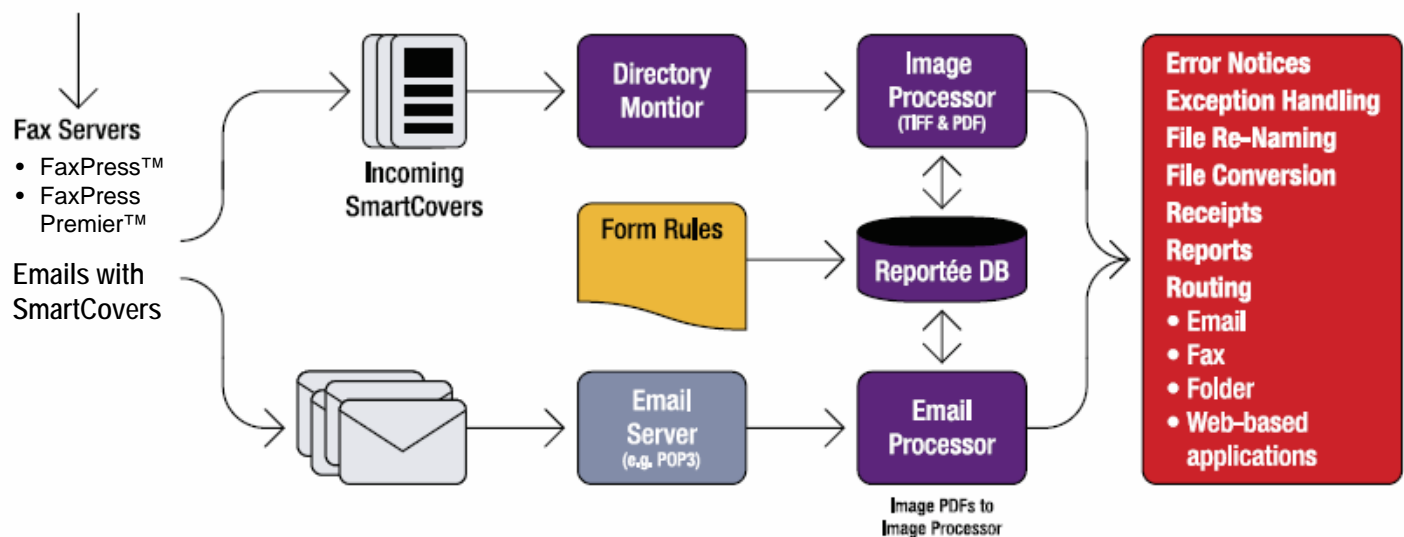 Fax Servers
• FaxPress™
• FaxPress
Premier™
Emails with
SmartCovers
Incoming
SmartCovers
Directory
Montior
Image
Processor
(TIFF & PDF)
Form Rules
Reportée DB
Email
Server
(e.g. POP3)
Email
Processor
Image PDFs to
Image Processor
Error Notices
Exception Handling
File Re-Naming
File Conversion
Receipts
Reports
Routing
• Email
• Fax
• Folder
• Web-based
applications